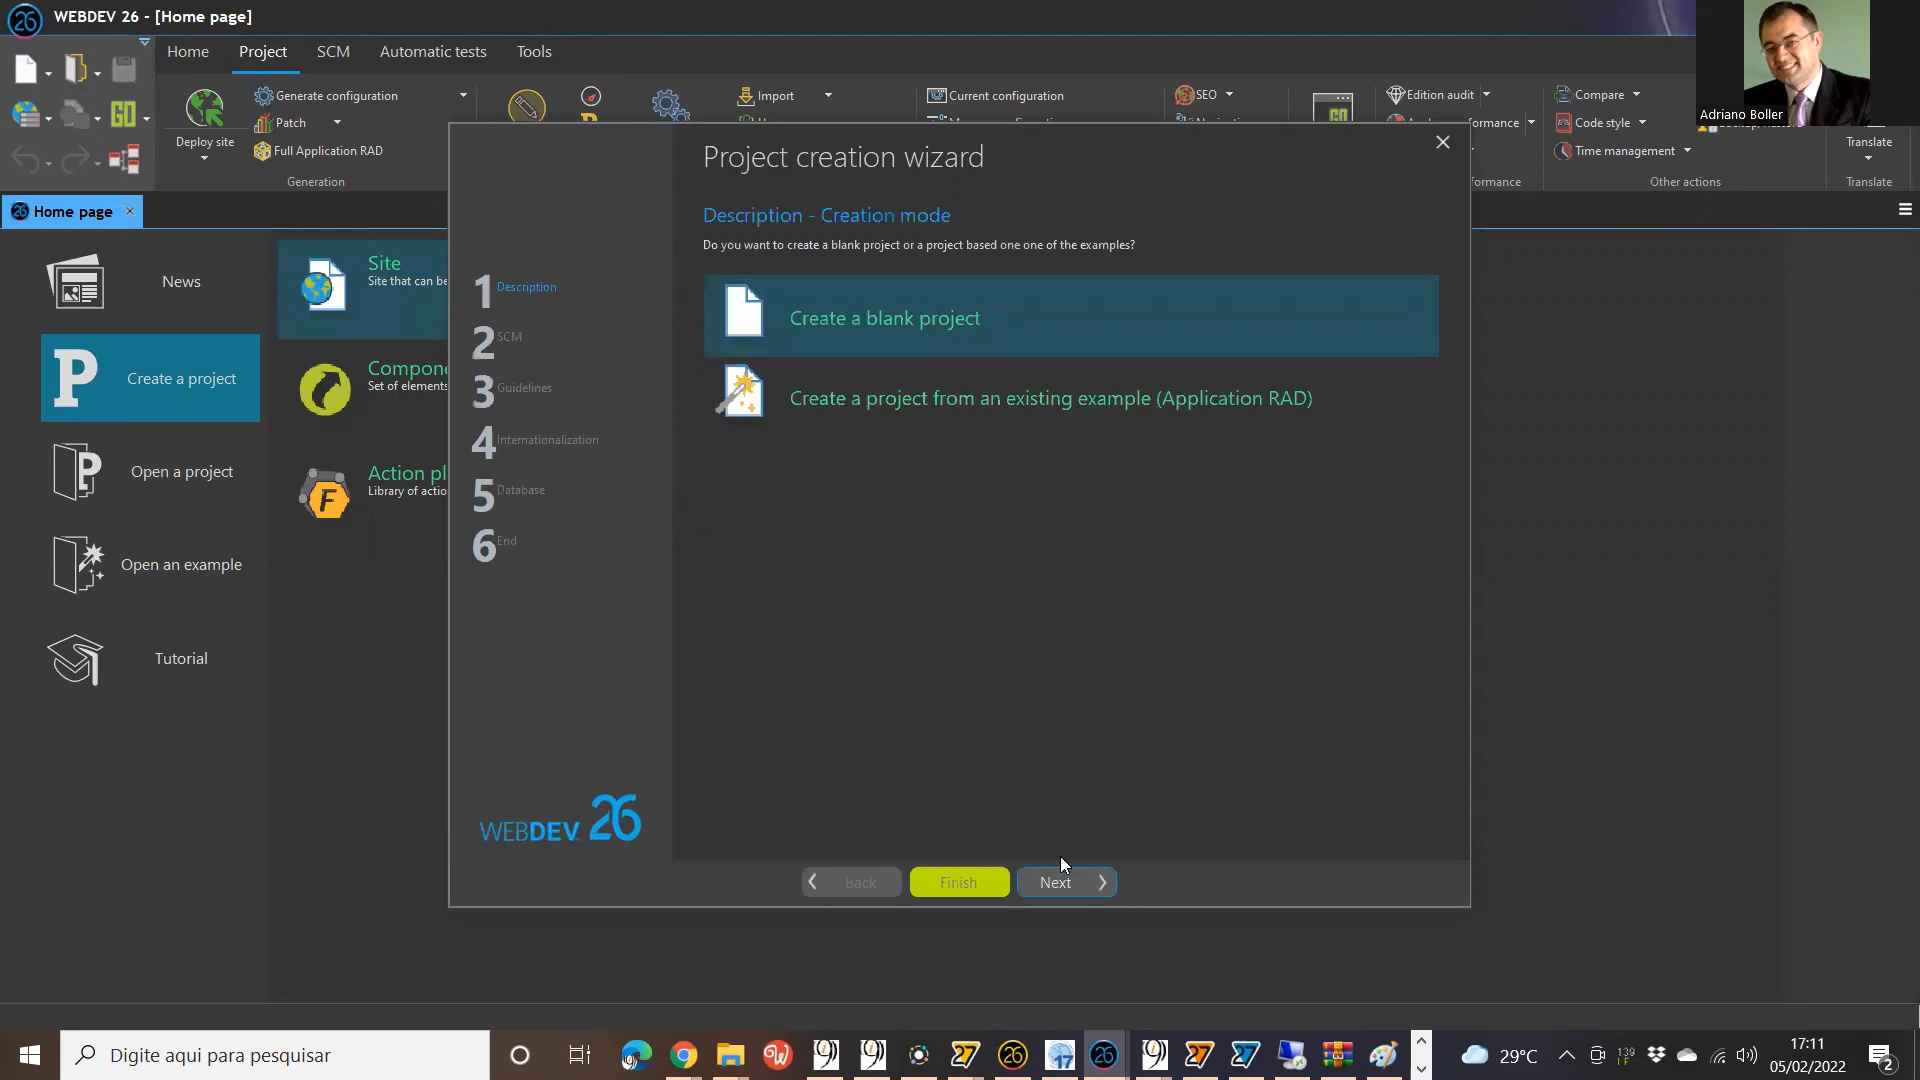 WEBDEV 26 - [Home page]
Home Project SCM Automatic tests Tools
Generate configuration
Patch
Full Application RAD
Deploy site
Generation
Import
Current configuration
SEO
Edition audit
Compare
Code style
Time management
Other actions
Translate
Translate
GO
Adriano Boller
Home page
News
Create a project
Open a project
Open an example
Tutorial
Site
Site that can be
Set of elements
Library of actio
Project creation wizard
Description - Creation mode
Do you want to create a blank project or a project based one one of the examples?
1 Description
2 SCM
3 Guidelines
4 Internationalization
5 Database
6 End
Create a blank project
Create a project from an existing example (Application RAD)
WEBDEV 26
back Finish Next
Digite aqui para pesquisar
29°C
17:11
05/02/2022
2